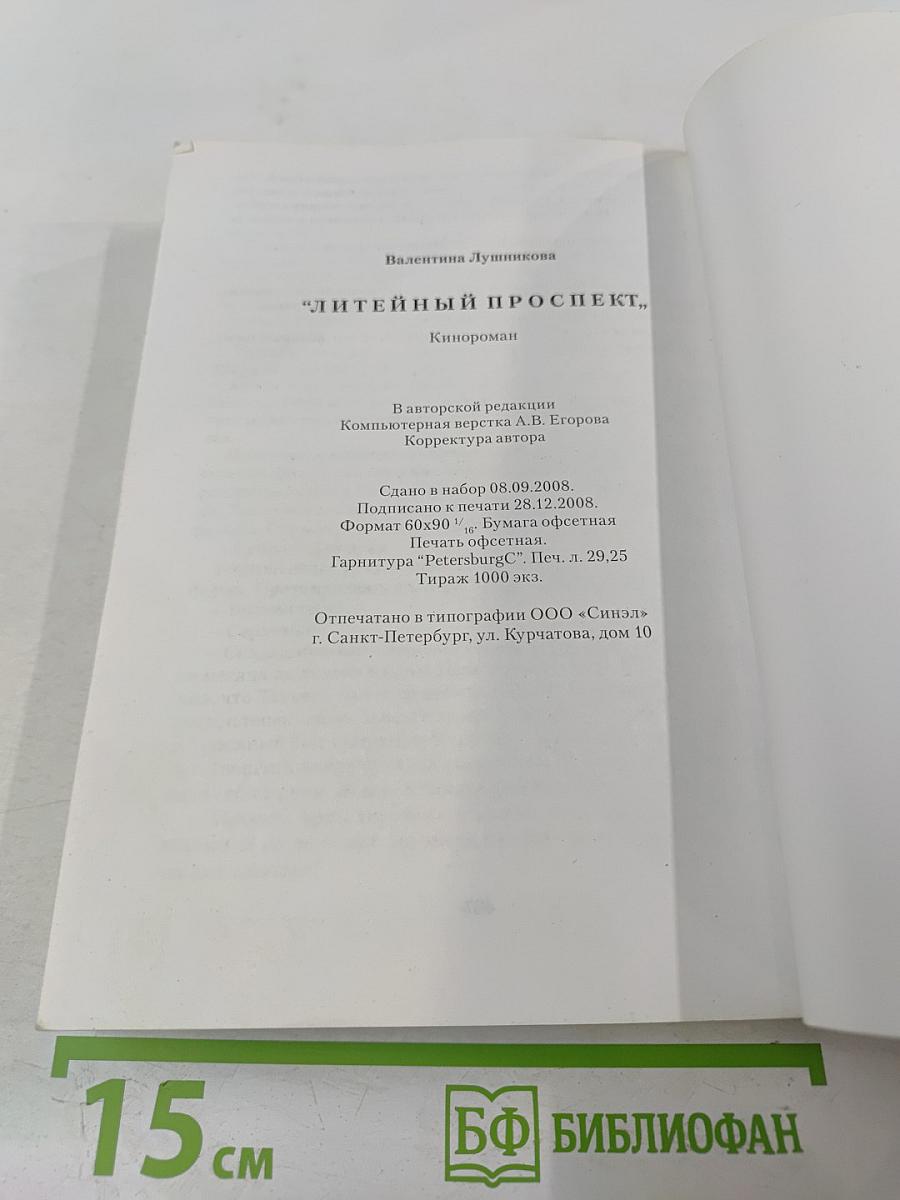 Валентина Лушникова
“ЛИТЕЙНЫЙ ПРОСПЕКТ„
Кинороман
В авторской редакции
Компьютерная верстка А.В. Егорова
Корректура автора
Сдано в набор 08.09.2008.
Подписано к печати 28.12.2008.
Формат 60х90 1/16. Бумага офсетная
Печать офсетная.
Гарнитура “PetersburgC”. Печ. л. 29,25
Тираж 1000 экз.
Отпечатано в типографии ООО «Синэл»
г. Санкт-Петербург, ул. Курчатова, дом 10
15 см
БФ БИБЛИОФАН